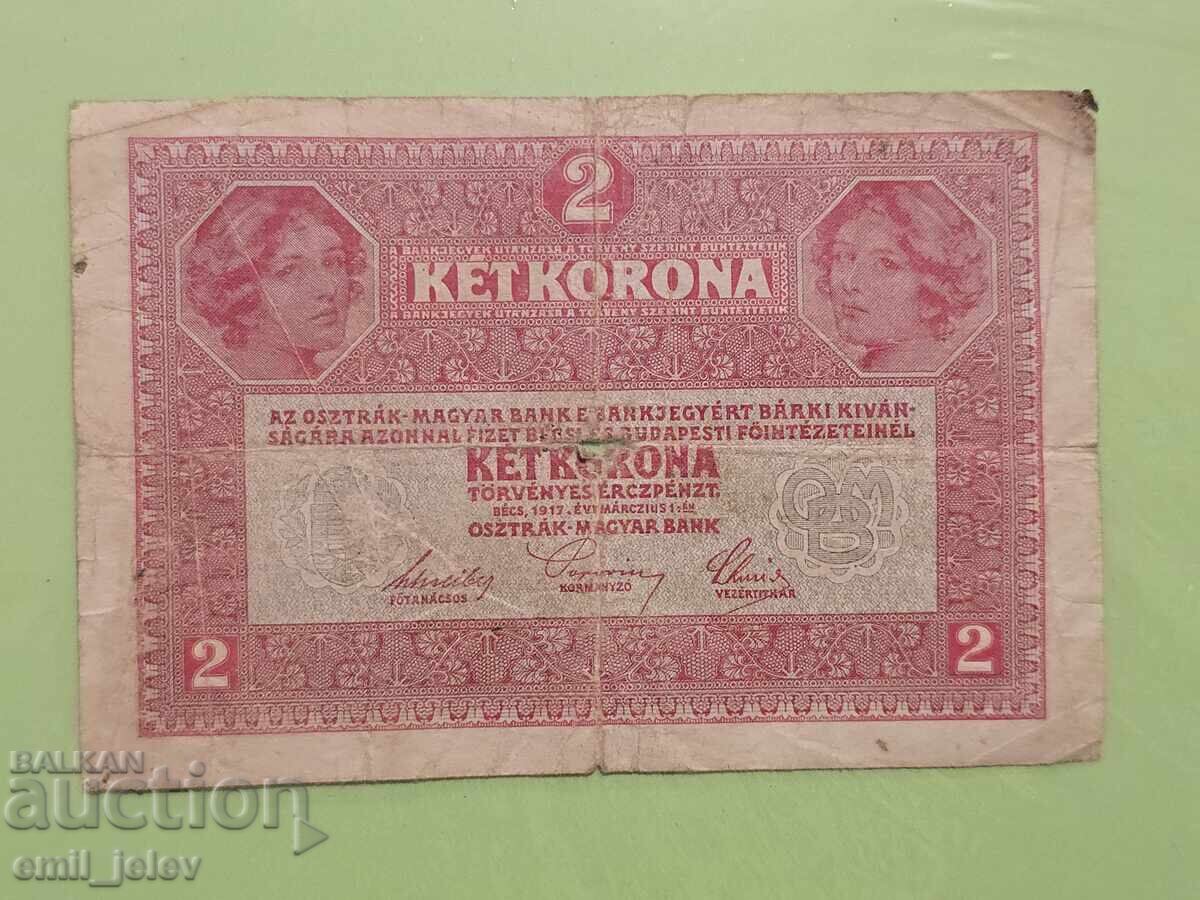 2
A BANKJEGYEK UTÁNZÁSA A TÖRVÉNY SZERINT BÜNTETTETIK
KÉT KORONA
A BANKJEGYEK UTÁNZÁSA A TÖRVÉNY SZERINT BÜNTETTETIK
AZ OSZTRÁK-MAGYAR BANK E BANKJEGYÉRT BÁRKI KIVÁN-
SÁGÁRA AZONNAL FIZET BÉCSI ÉS BUDAPESTI FŐINTÉZETEINÉL
KÉT KORONA
TÖRVÉNYES ÉRCZPÉNZT.
BÉCS, 1917. ÉVI MÁRCZIUS 1-ÉN
OSZTRÁK-MAGYAR BANK
FŐTANÁCSOS KORMÁNYZÓ VEZÉRTITKÁR
2 2
BALKAN
auction
emil_jelev